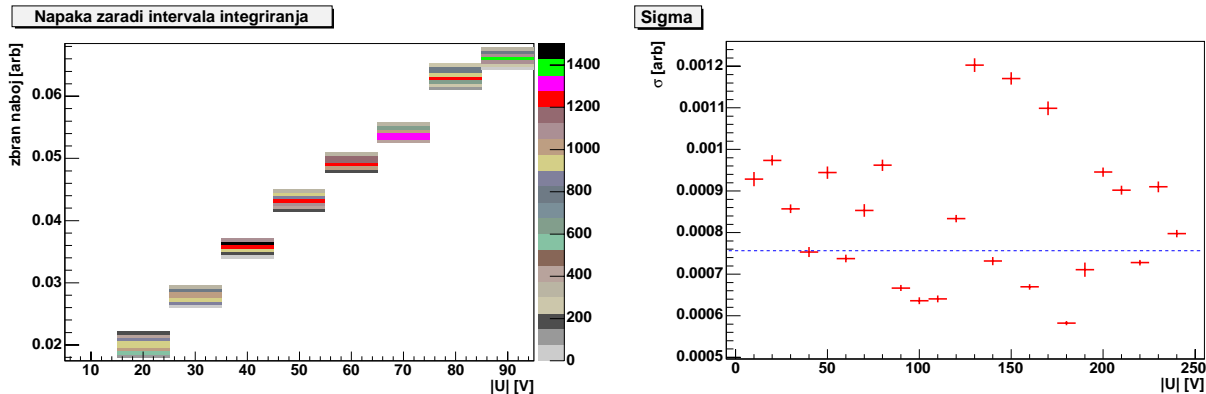 Napaka zaradi intervala integriranja
zbran naboj [arb]
0.06
0.05
0.04
0.03
0.02
10 20 30 40 50 60 70 80 90
|U| [V]
1400
1200
1000
800
600
400
200
0
Sigma
σ [arb]
0.0012
0.0011
0.001
0.0009
0.0008
0.0007
0.0006
0.0005
0 50 100 150 200 250
|U| [V]